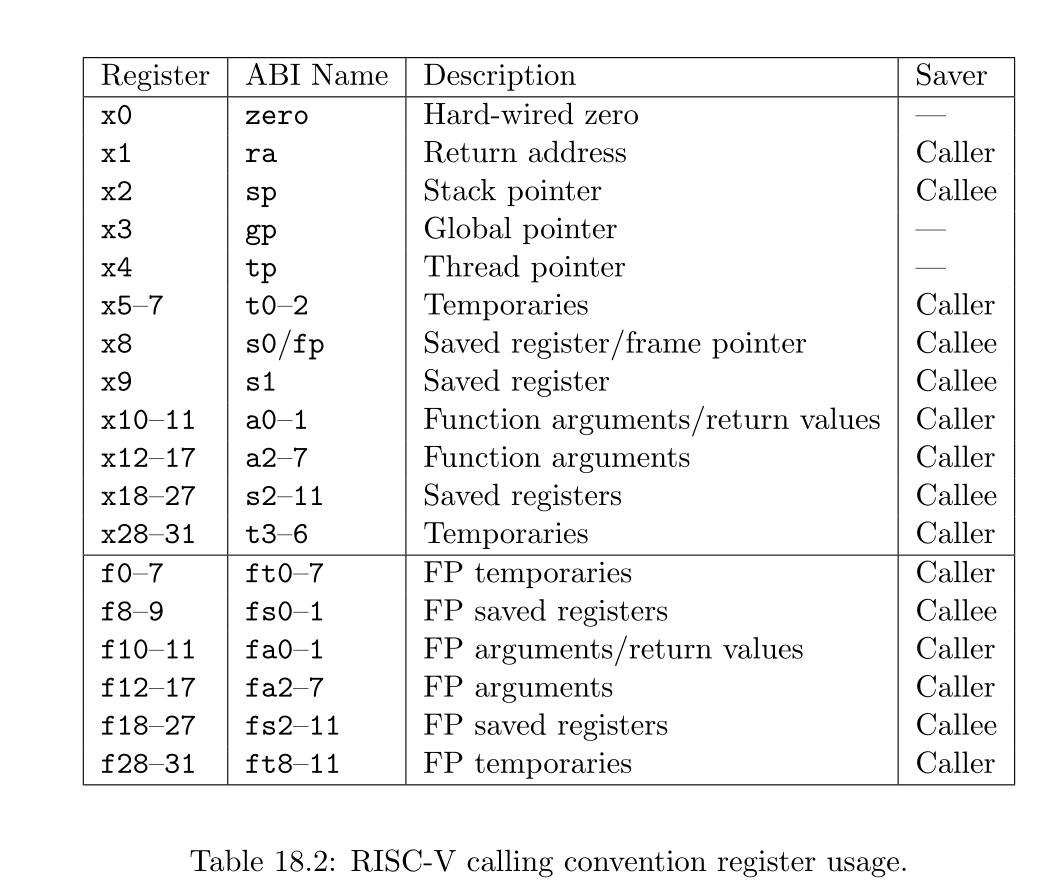 Register ABI Name Description Saver
x0 zero Hard-wired zero —
x1 ra Return address Caller
x2 sp Stack pointer Callee
x3 gp Global pointer —
x4 tp Thread pointer —
x5–7 t0–2 Temporaries Caller
x8 s0/fp Saved register/frame pointer Callee
x9 s1 Saved register Callee
x10–11 a0–1 Function arguments/return values Caller
x12–17 a2–7 Function arguments Caller
x18–27 s2–11 Saved registers Callee
x28–31 t3–6 Temporaries Caller
f0–7 ft0–7 FP temporaries Caller
f8–9 fs0–1 FP saved registers Callee
f10–11 fa0–1 FP arguments/return values Caller
f12–17 fa2–7 FP arguments Caller
f18–27 fs2–11 FP saved registers Callee
f28–31 ft8–11 FP temporaries Caller
Table 18.2: RISC-V calling convention register usage.